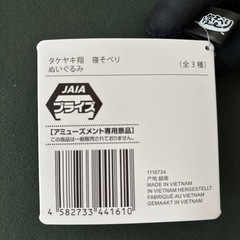 タケヤキ翔 寝そべり
ぬいぐるみ
(全3種)
JAIA
プライズ
【アミューズメント専用景品】
この商品は一般販売されておりません。
1116734
产地 越南
MADE IN VIETNAM
IN VIETNAM HERGESTELLT
FABRIQUÉ AU VIETNAM
GEMAAKT IN VIETNAM
4 582733 441610